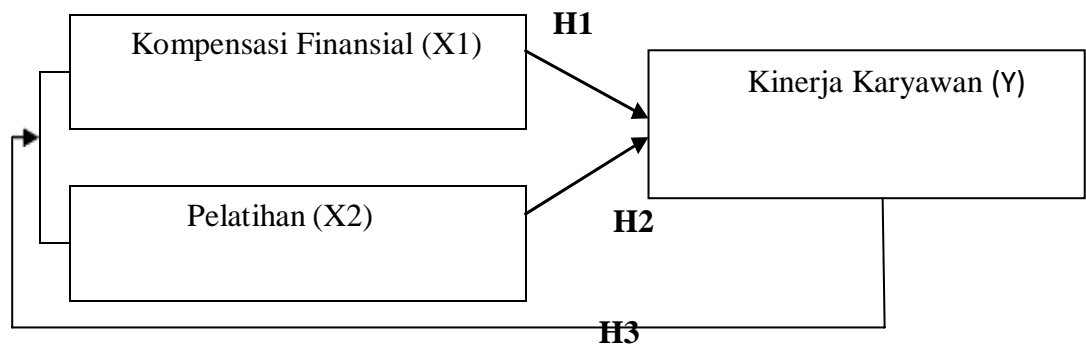 H1
Kompensasi Finansial (X1)
Kinerja Karyawan (Y)
Pelatihan (X2)
H2
H3